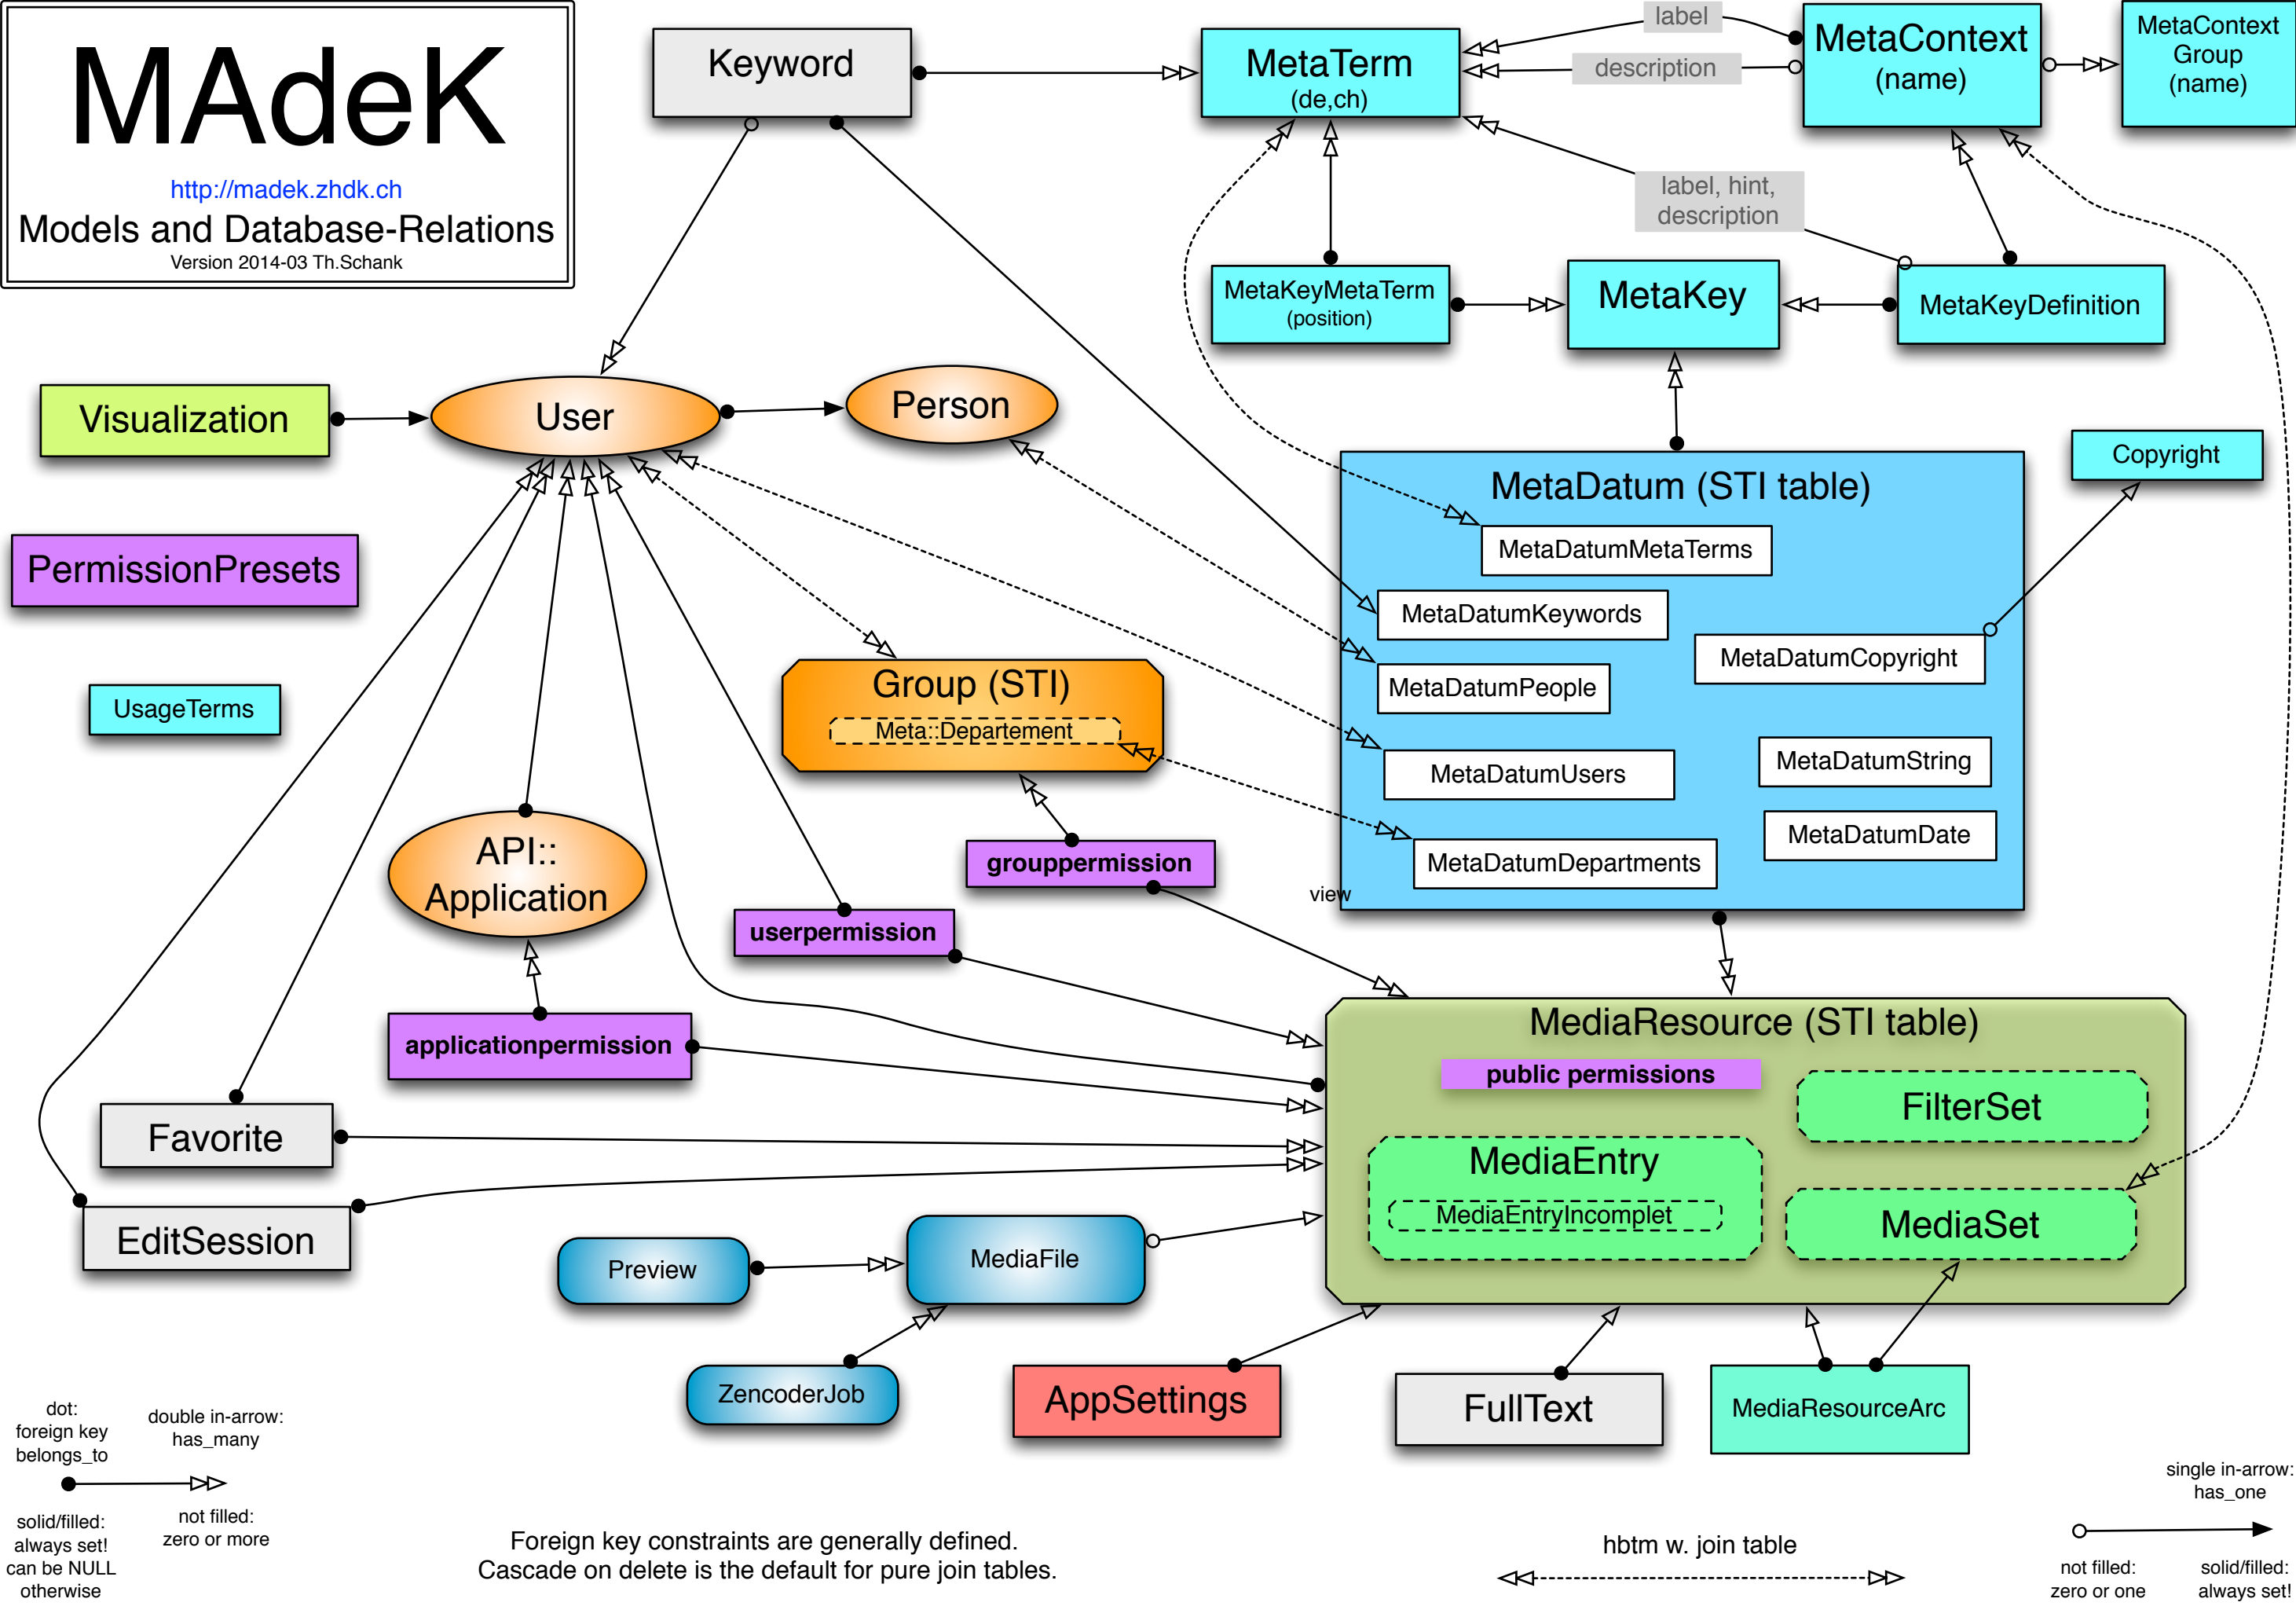 MAdeK
http://madek.zhdk.ch
Models and Database-Relations
Version 2014-03 Th.Schank
Keyword
MetaTerm
(de,ch)
label
description
MetaContext
(name)
MetaContext
Group
(name)
label, hint,
description
MetaKeyMetaTerm
(position)
MetaKey
MetaKeyDefinition
Visualization
User
Person
Copyright
MetaDatum (STI table)
MetaDatumMetaTerms
MetaDatumKeywords
MetaDatumCopyright
MetaDatumPeople
MetaDatumUsers
MetaDatumString
MetaDatumDate
MetaDatumDepartments
view
PermissionPresets
UsageTerms
Group (STI)
Meta::Departement
API::
Application
grouppermission
userpermission
applicationpermission
MediaResource (STI table)
public permissions
FilterSet
MediaEntry
MediaEntryIncomplet
MediaSet
Favorite
EditSession
Preview
MediaFile
ZencoderJob
AppSettings
FullText
MediaResourceArc
dot:
foreign key
belongs_to
double in-arrow:
has_many
solid/filled:
always set!
can be NULL
otherwise
not filled:
zero or more
Foreign key constraints are generally defined.
Cascade on delete is the default for pure join tables.
hbtm w. join table
single in-arrow:
has_one
not filled:
zero or one
solid/filled:
always set!